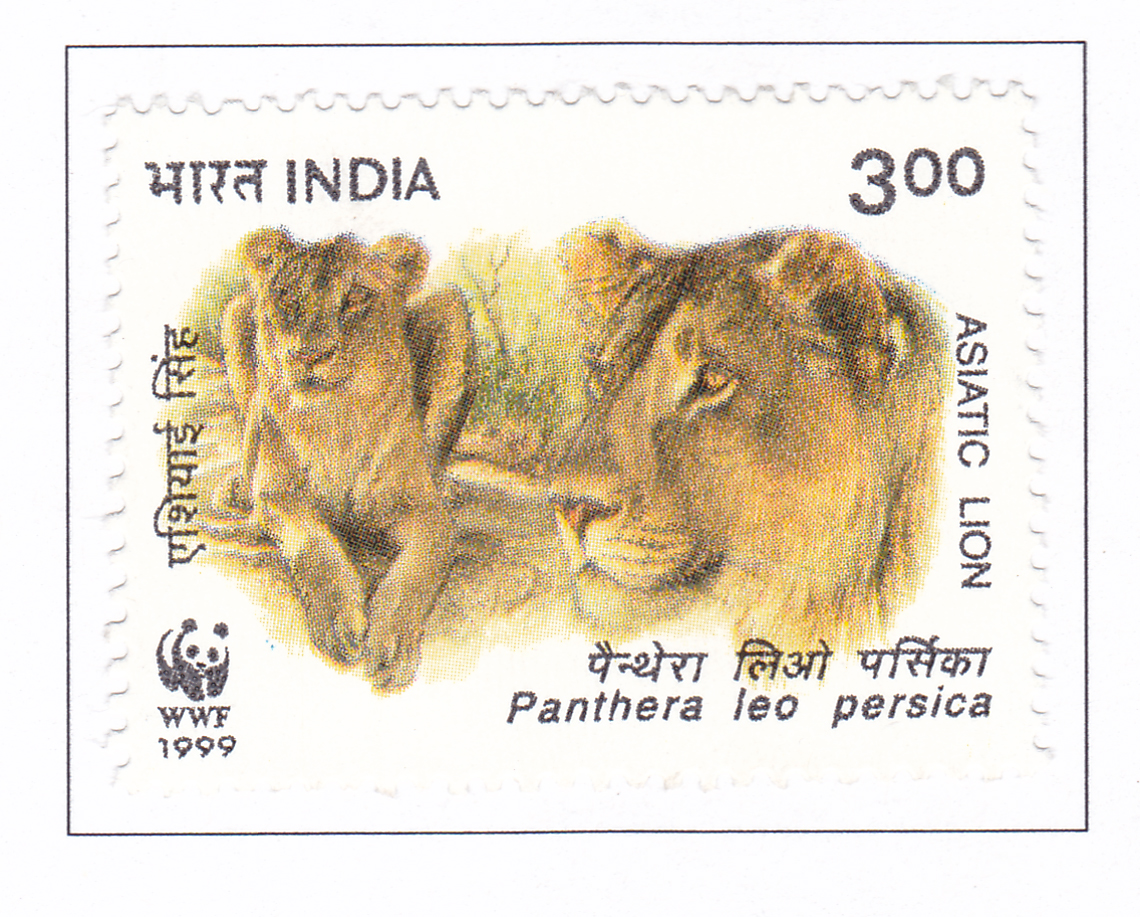 भारत INDIA
3.00
एशियाई सिंह
ASIATIC LION
पैन्थेरा लिओ पर्सिका
Panthera leo persica
WWF
1999